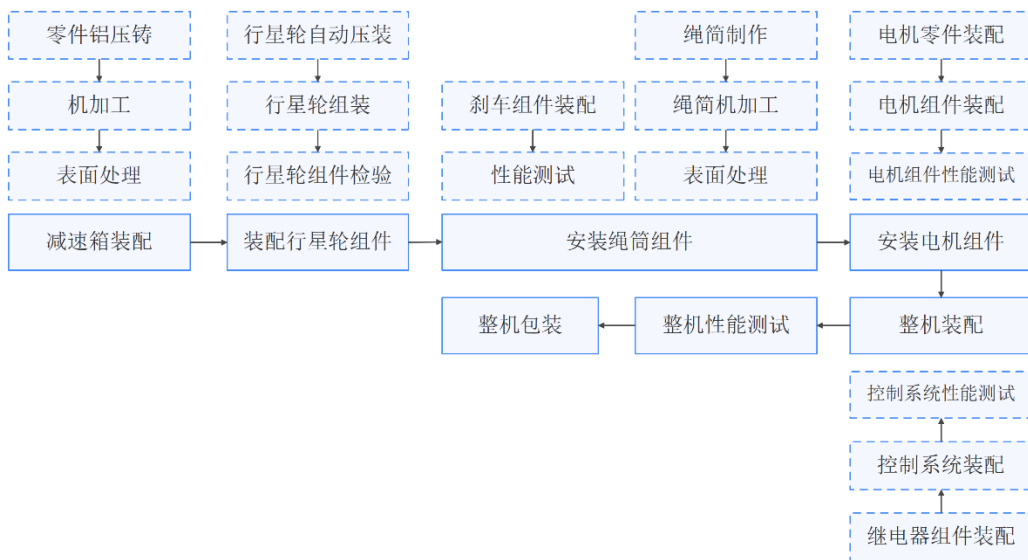 零件铝压铸
行星轮自动压装
绳筒制作
电机零件装配
机加工
行星轮组装
刹车组件装配
绳筒机加工
电机组件装配
表面处理
行星轮组件检验
性能测试
表面处理
电机组件性能测试
减速箱装配
装配行星轮组件
安装绳筒组件
安装电机组件
整机包装
整机性能测试
整机装配
控制系统性能测试
控制系统装配
继电器组件装配